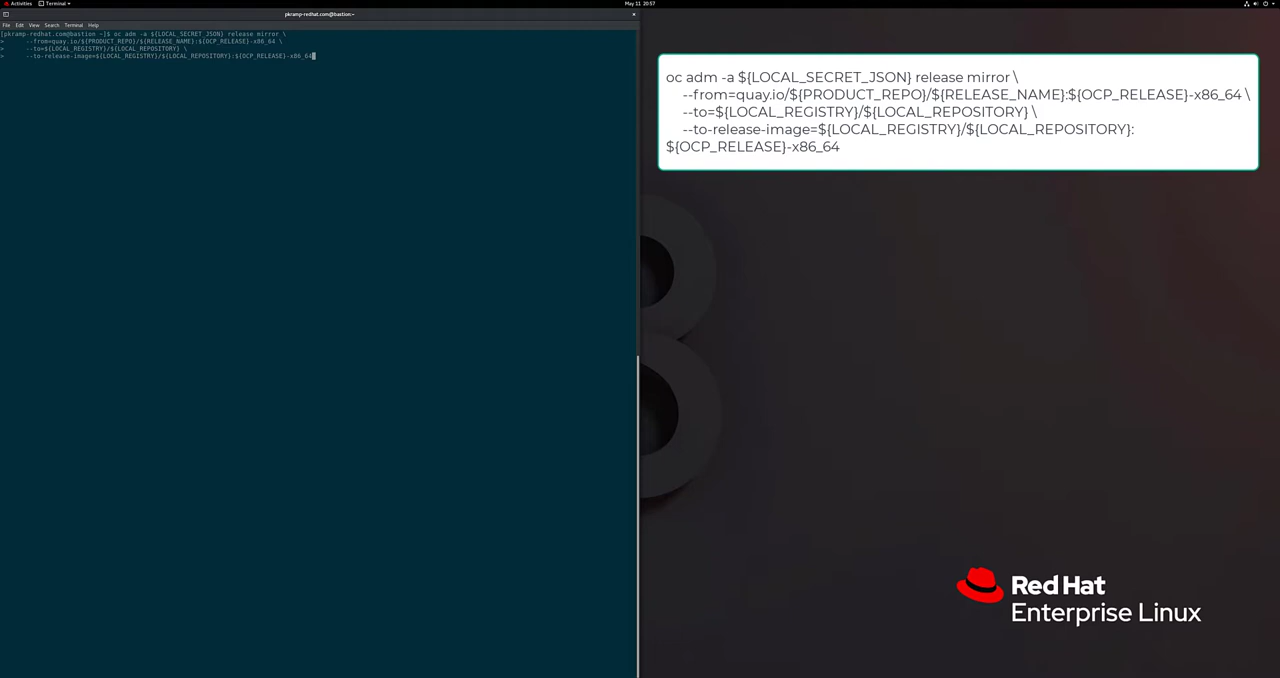 Activities
Terminal
May 11 20:57
pkramp-redhat.com@bastion:~
File Edit View Search Terminal Help
[pkramp-redhat.com@bastion ~]$ oc adm -a ${LOCAL_SECRET_JSON} release mirror \
> --from=quay.io/${PRODUCT_REPO}/${RELEASE_NAME}:${OCP_RELEASE}-x86_64 \
> --to=${LOCAL_REGISTRY}/${LOCAL_REPOSITORY} \
> --to-release-image=${LOCAL_REGISTRY}/${LOCAL_REPOSITORY}:${OCP_RELEASE}-x86_64
oc adm -a ${LOCAL_SECRET_JSON} release mirror \
--from=quay.io/${PRODUCT_REPO}/${RELEASE_NAME}:${OCP_RELEASE}-x86_64 \
--to=${LOCAL_REGISTRY}/${LOCAL_REPOSITORY} \
--to-release-image=${LOCAL_REGISTRY}/${LOCAL_REPOSITORY}:
${OCP_RELEASE}-x86_64
Red Hat
Enterprise Linux